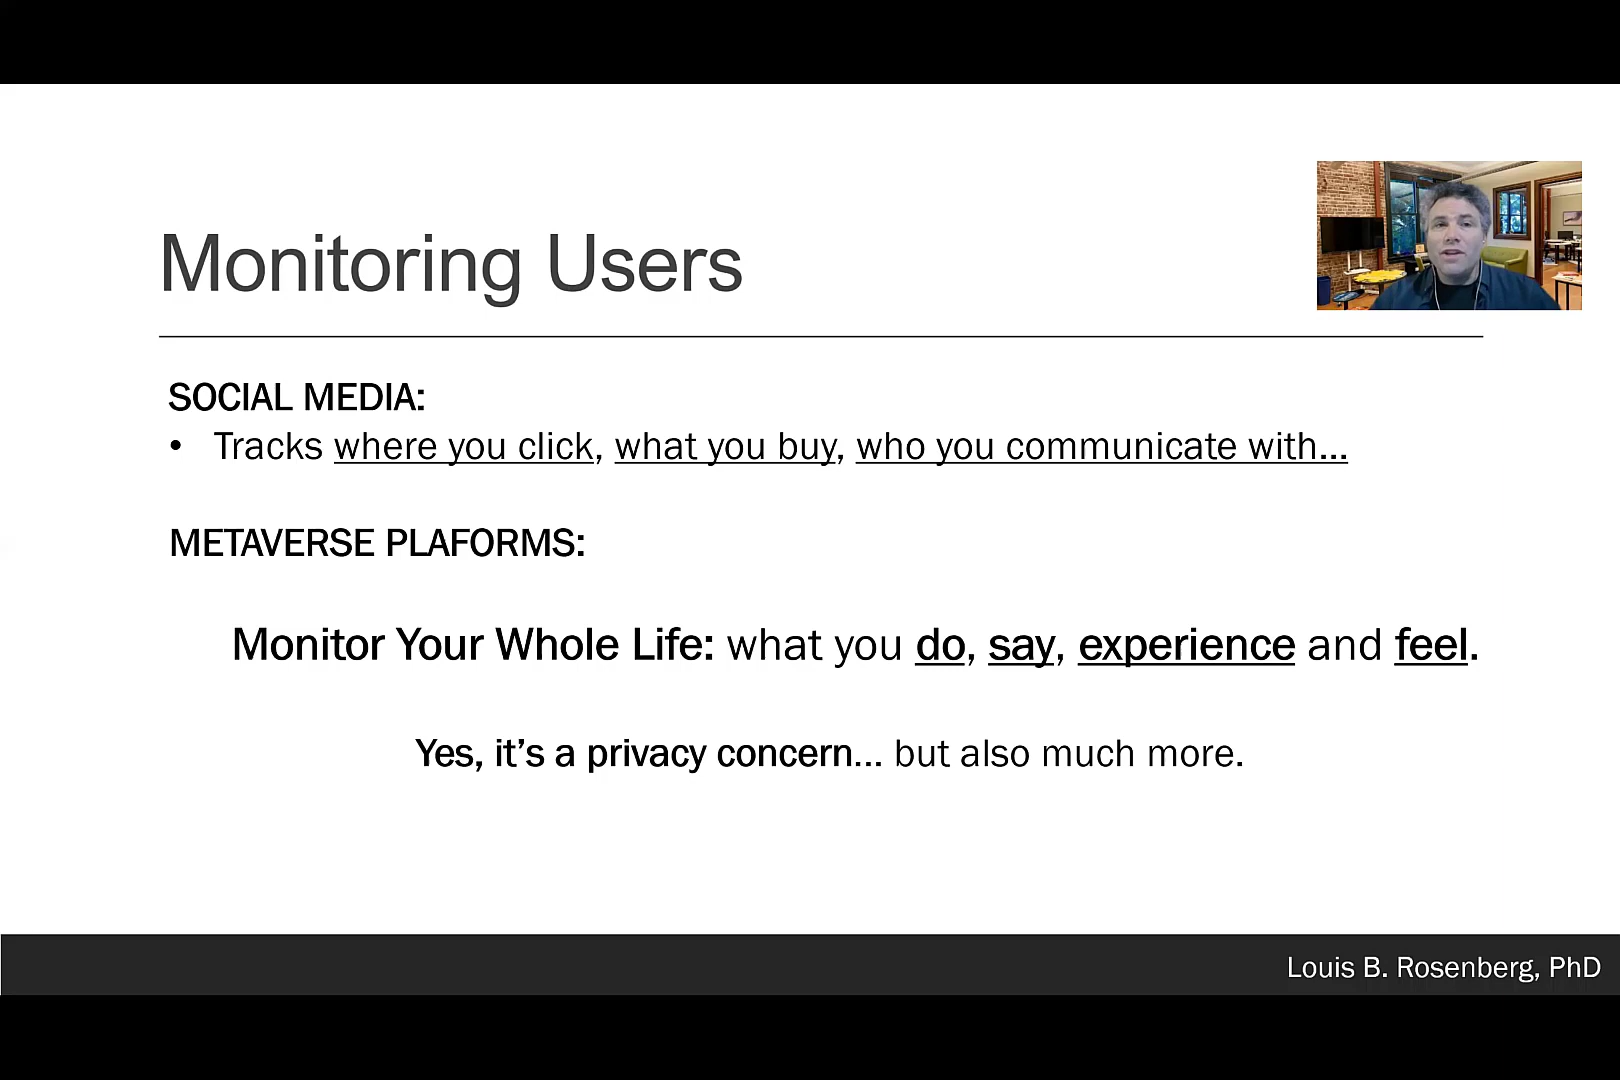 Monitoring Users
SOCIAL MEDIA:
• Tracks where you click, what you buy, who you communicate with...
METAVERSE PLAFORMS:
Monitor Your Whole Life: what you do, say, experience and feel.
Yes, it’s a privacy concern... but also much more.
Louis B. Rosenberg, PhD